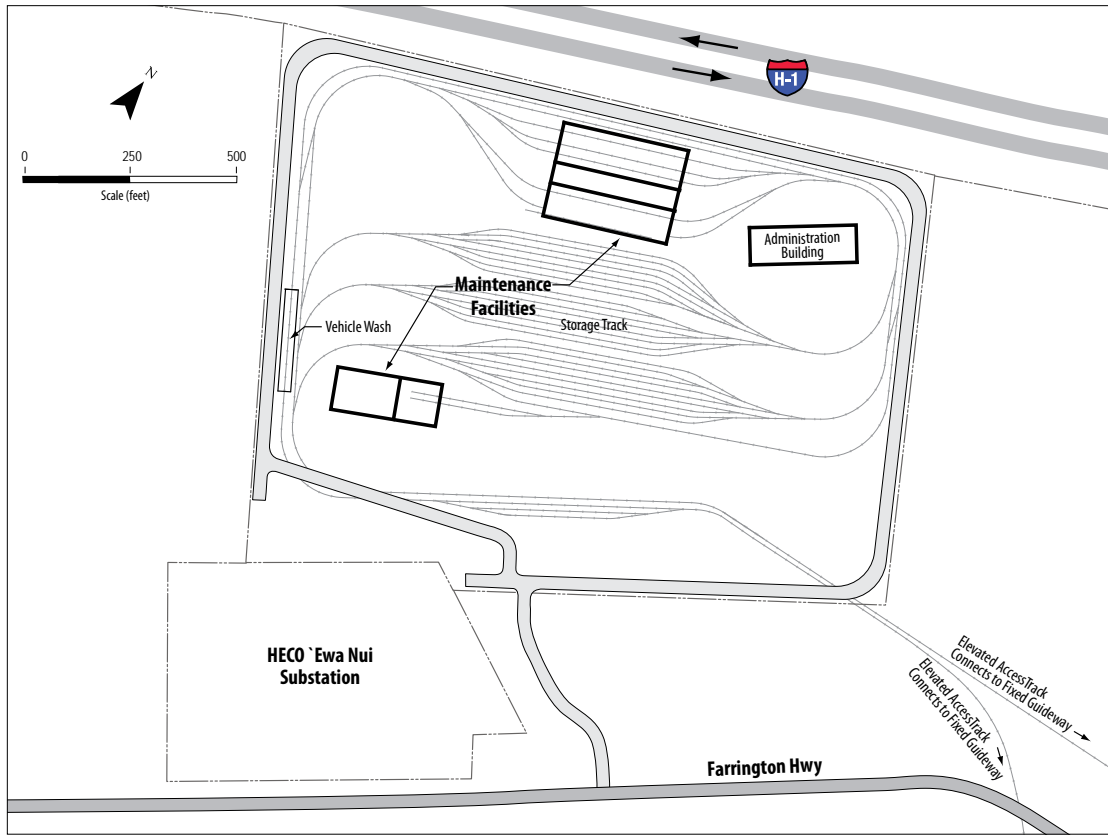 H-1
N
0 250 500
Scale (feet)
Administration
Building
Maintenance
Facilities
Vehicle Wash
Storage Track
HECO `Ewa Nui
Substation
Elevated AccessTrack
Connects to Fixed Guideway
Elevated AccessTrack
Connects to Fixed Guideway
Farrington Hwy